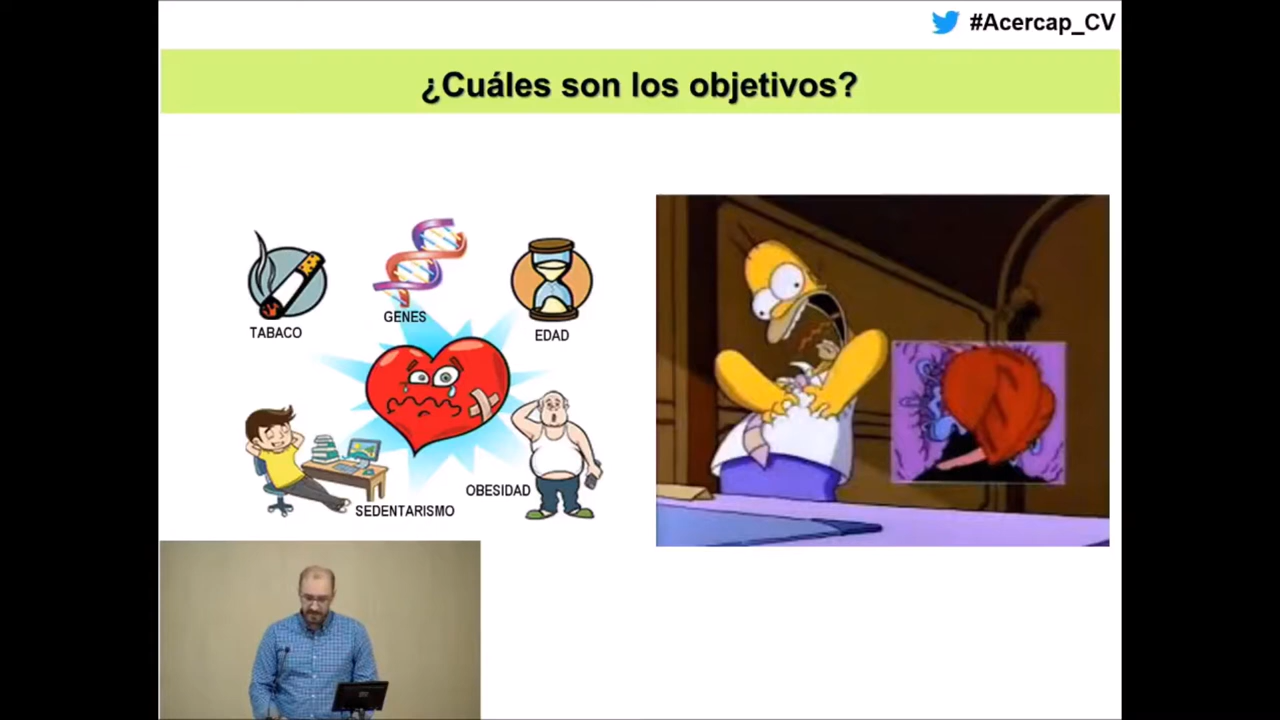 #Acercap_CV
¿Cuáles son los objetivos?
TABACO
GENES
EDAD
SEDENTARISMO
OBESIDAD